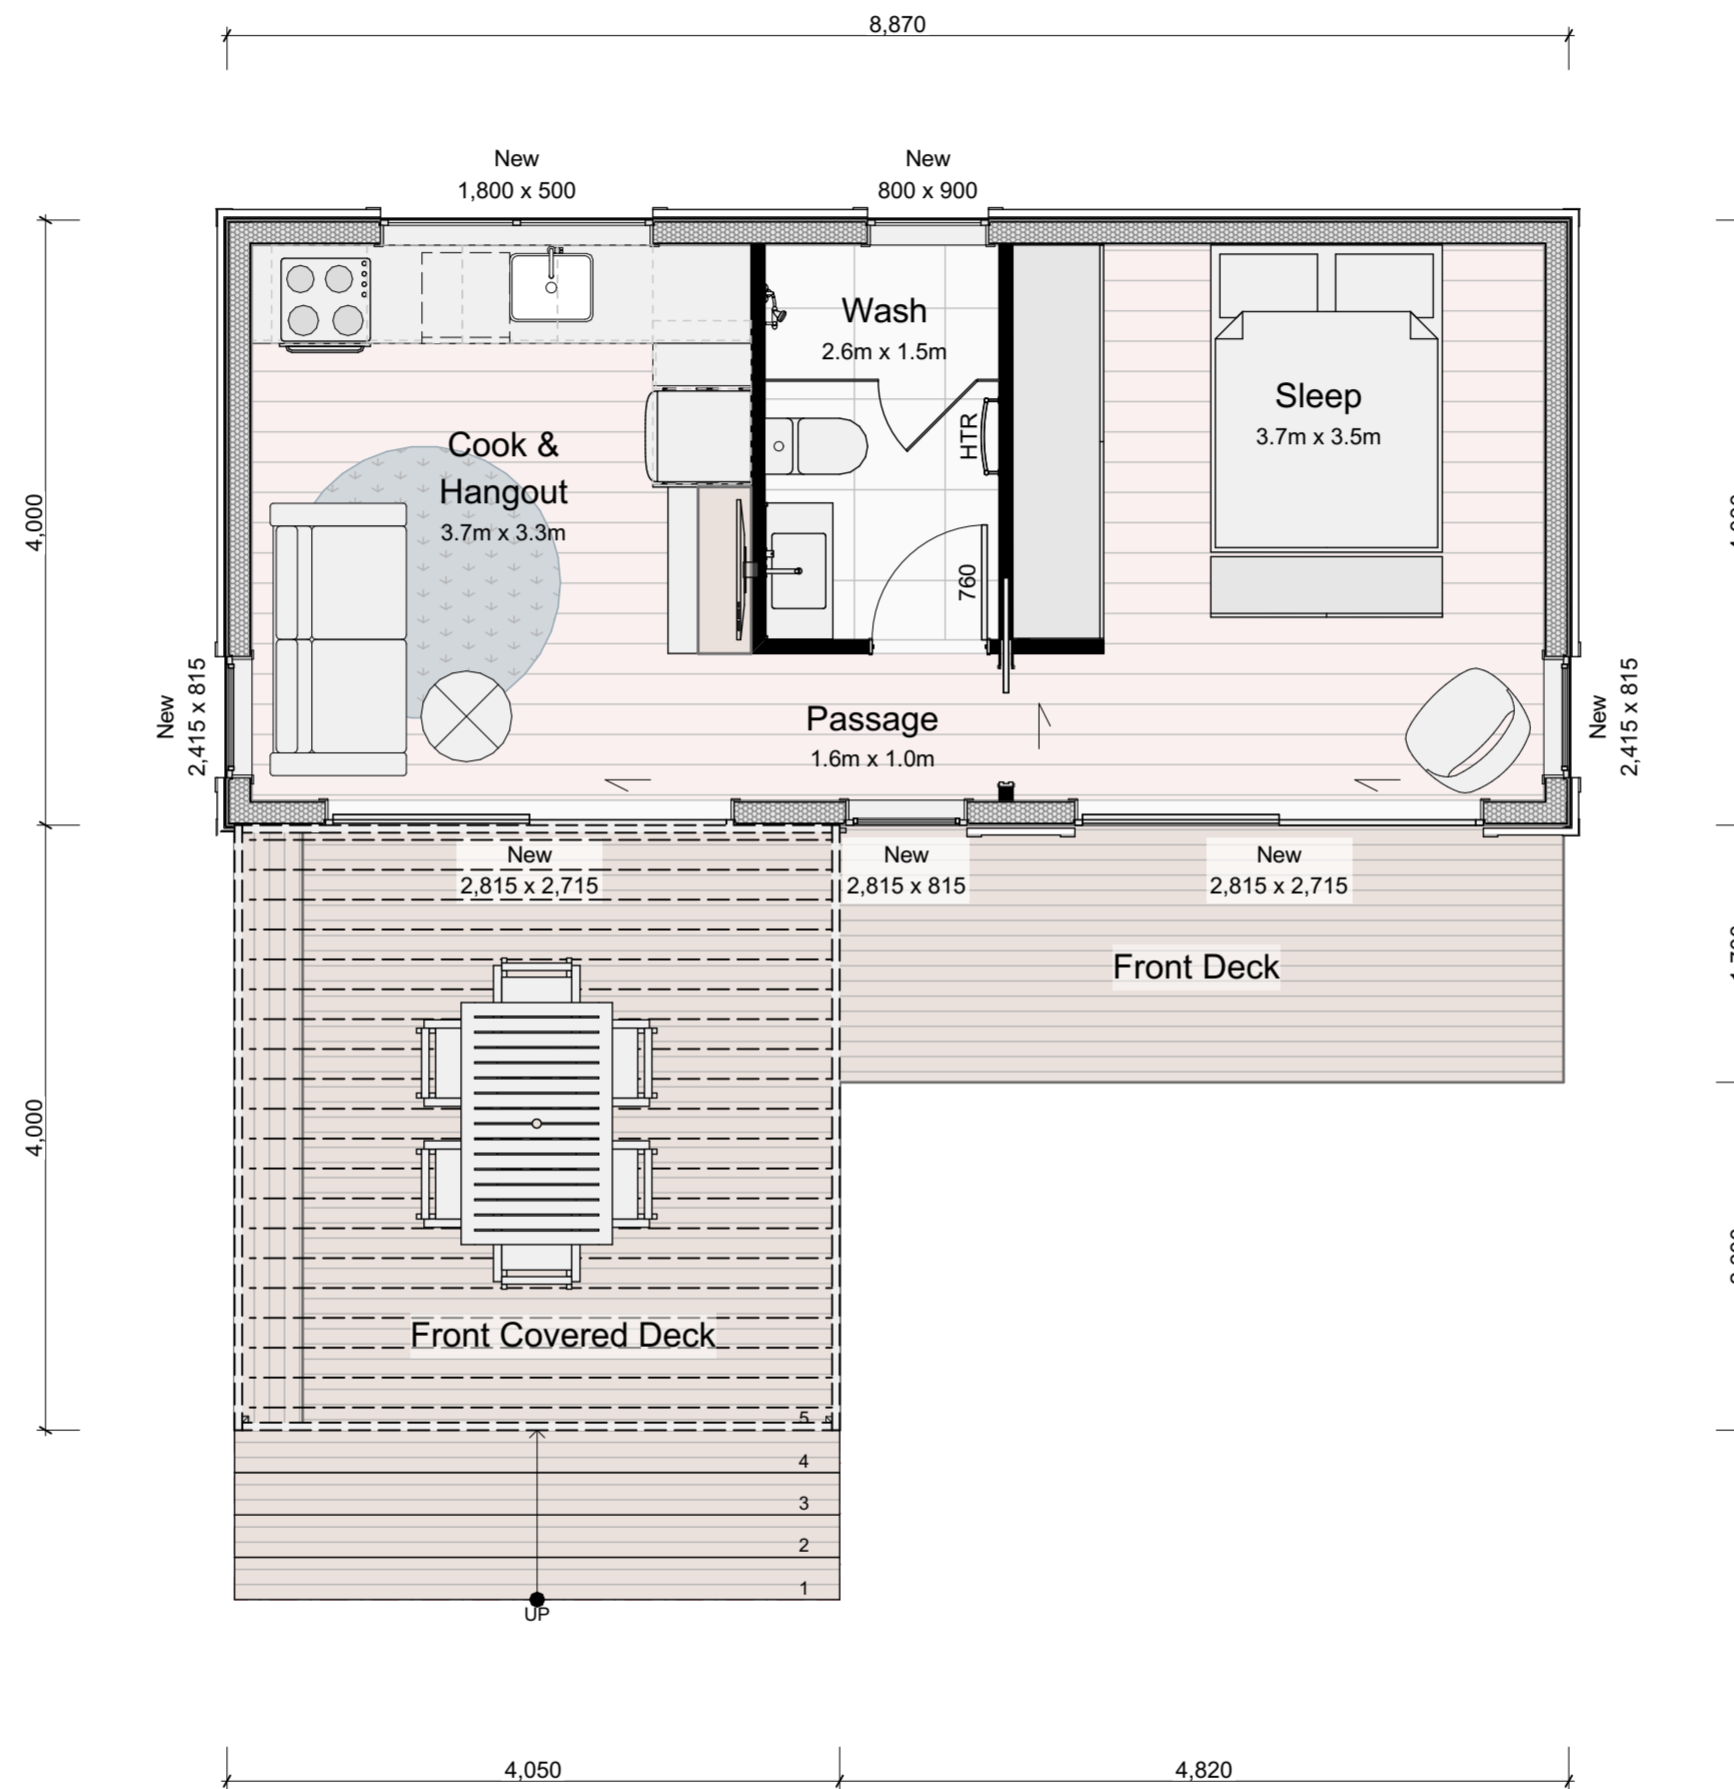 8,870
New
1,800 x 500
New
800 x 900
4,000
Wash
2.6m x 1.5m
Sleep
3.7m x 3.5m
Cook &
Hangout
3.7m x 3.3m
HTR
760
New
2,415 x 815
Passage
1.6m x 1.0m
New
2,415 x 815
New
2,815 x 2,715
New
2,815 x 815
New
2,815 x 2,715
Front Deck
4,000
Front Covered Deck
5
4
3
2
1
UP
4,050
4,820